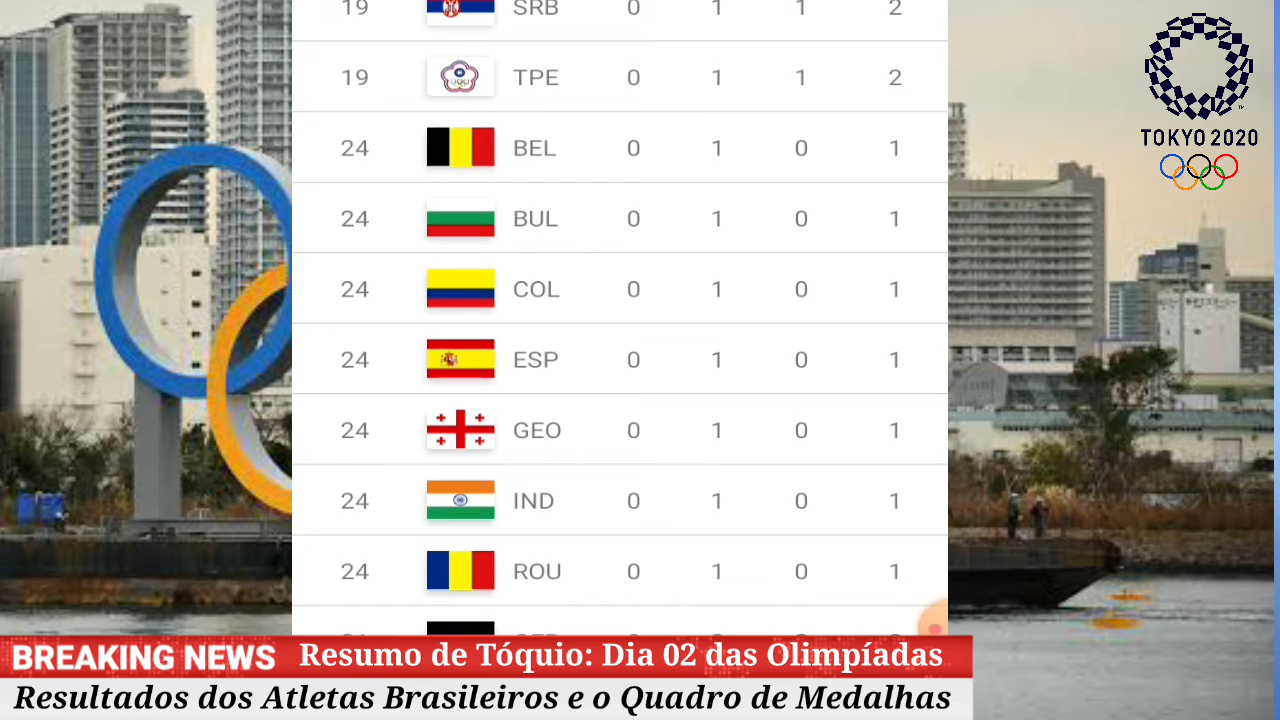 19 SRB 0 1 1 2
19 TPE 0 1 1 2
24 BEL 0 1 0 1
24 BUL 0 1 0 1
24 COL 0 1 0 1
24 ESP 0 1 0 1
24 GEO 0 1 0 1
24 IND 0 1 0 1
24 ROU 0 1 0 1
TOKYO 2020
BREAKING NEWS Resumo de Tóquio: Dia 02 das Olimpíadas
Resultados dos Atletas Brasileiros e o Quadro de Medalhas